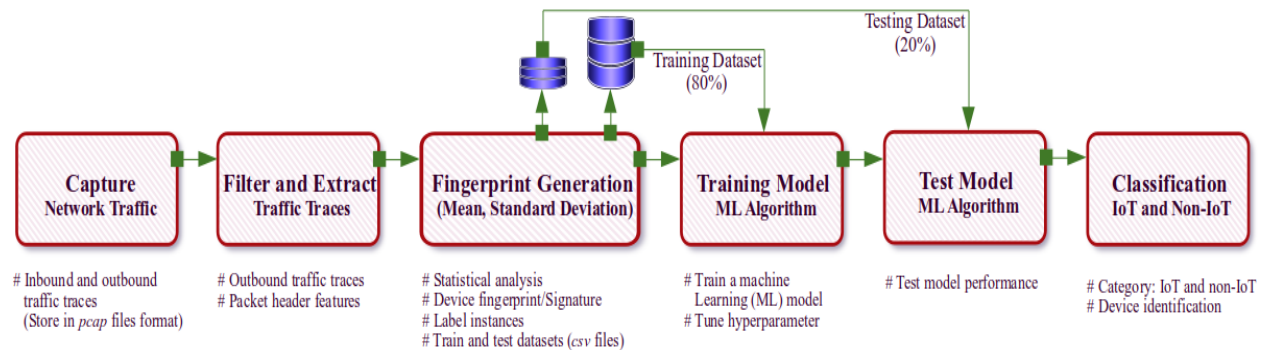 Testing Dataset
(20%)
Training Dataset
(80%)
Capture
Network Traffic
Filter and Extract
Traffic Traces
Fingerprint Generation
(Mean, Standard Deviation)
Training Model
ML Algorithm
Test Model
ML Algorithm
Classification
IoT and Non-IoT
# Inbound and outbound
traffic traces
(Store in pcap files format)
# Outbound traffic traces
# Packet header features
# Statistical analysis
# Device fingerprint/Signature
# Label instances
# Train and test datasets (csv files)
# Train a machine
Learning (ML) model
# Tune hyperparameter
# Test model performance
# Category: IoT and non-IoT
# Device identification